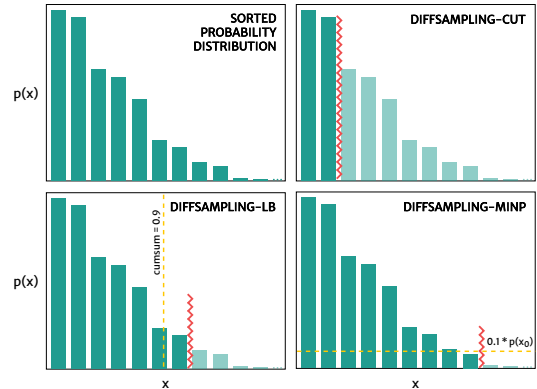 SORTED
PROBABILITY
DISTRIBUTION
p(x)
...
DIFFSAMPLING-CUT
...
DIFFSAMPLING-LB
cumsum = 0.9
p(x)
...
x
DIFFSAMPLING-MINP
0.1 * p(x₀)
...
x